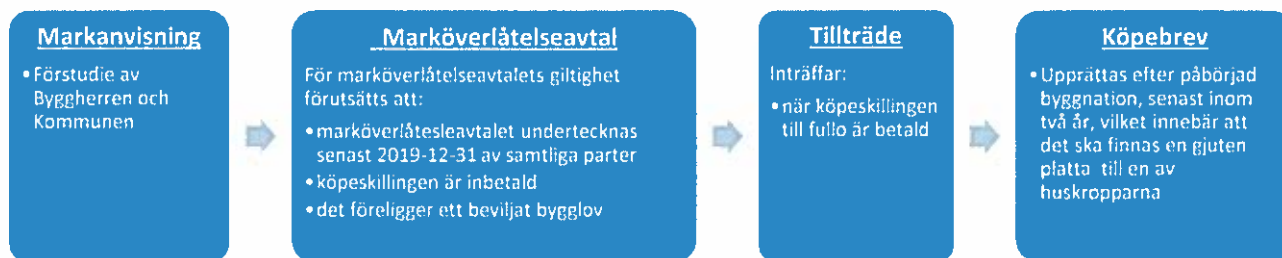 Markanvisning
• Förstudie av
Byggherren och
Kommunen
Marköverlåtelseavtal
För marköverlåtelseavtalets giltighet
förutsätts att:
• marköverlåtesleavtalet undertecknas
senast 2019-12-31 av samtliga parter
• köpeskillingen är inbetald
• det föreligger ett beviljat bygglov
Tillträde
Inträffar:
• när köpeskillingen
till fullo är betald
Köpebrev
• Upprättas efter påbörjad
byggnation, senast inom
två år, vilket innebär att
det ska finnas en gjuten
platta till en av
huskropparna